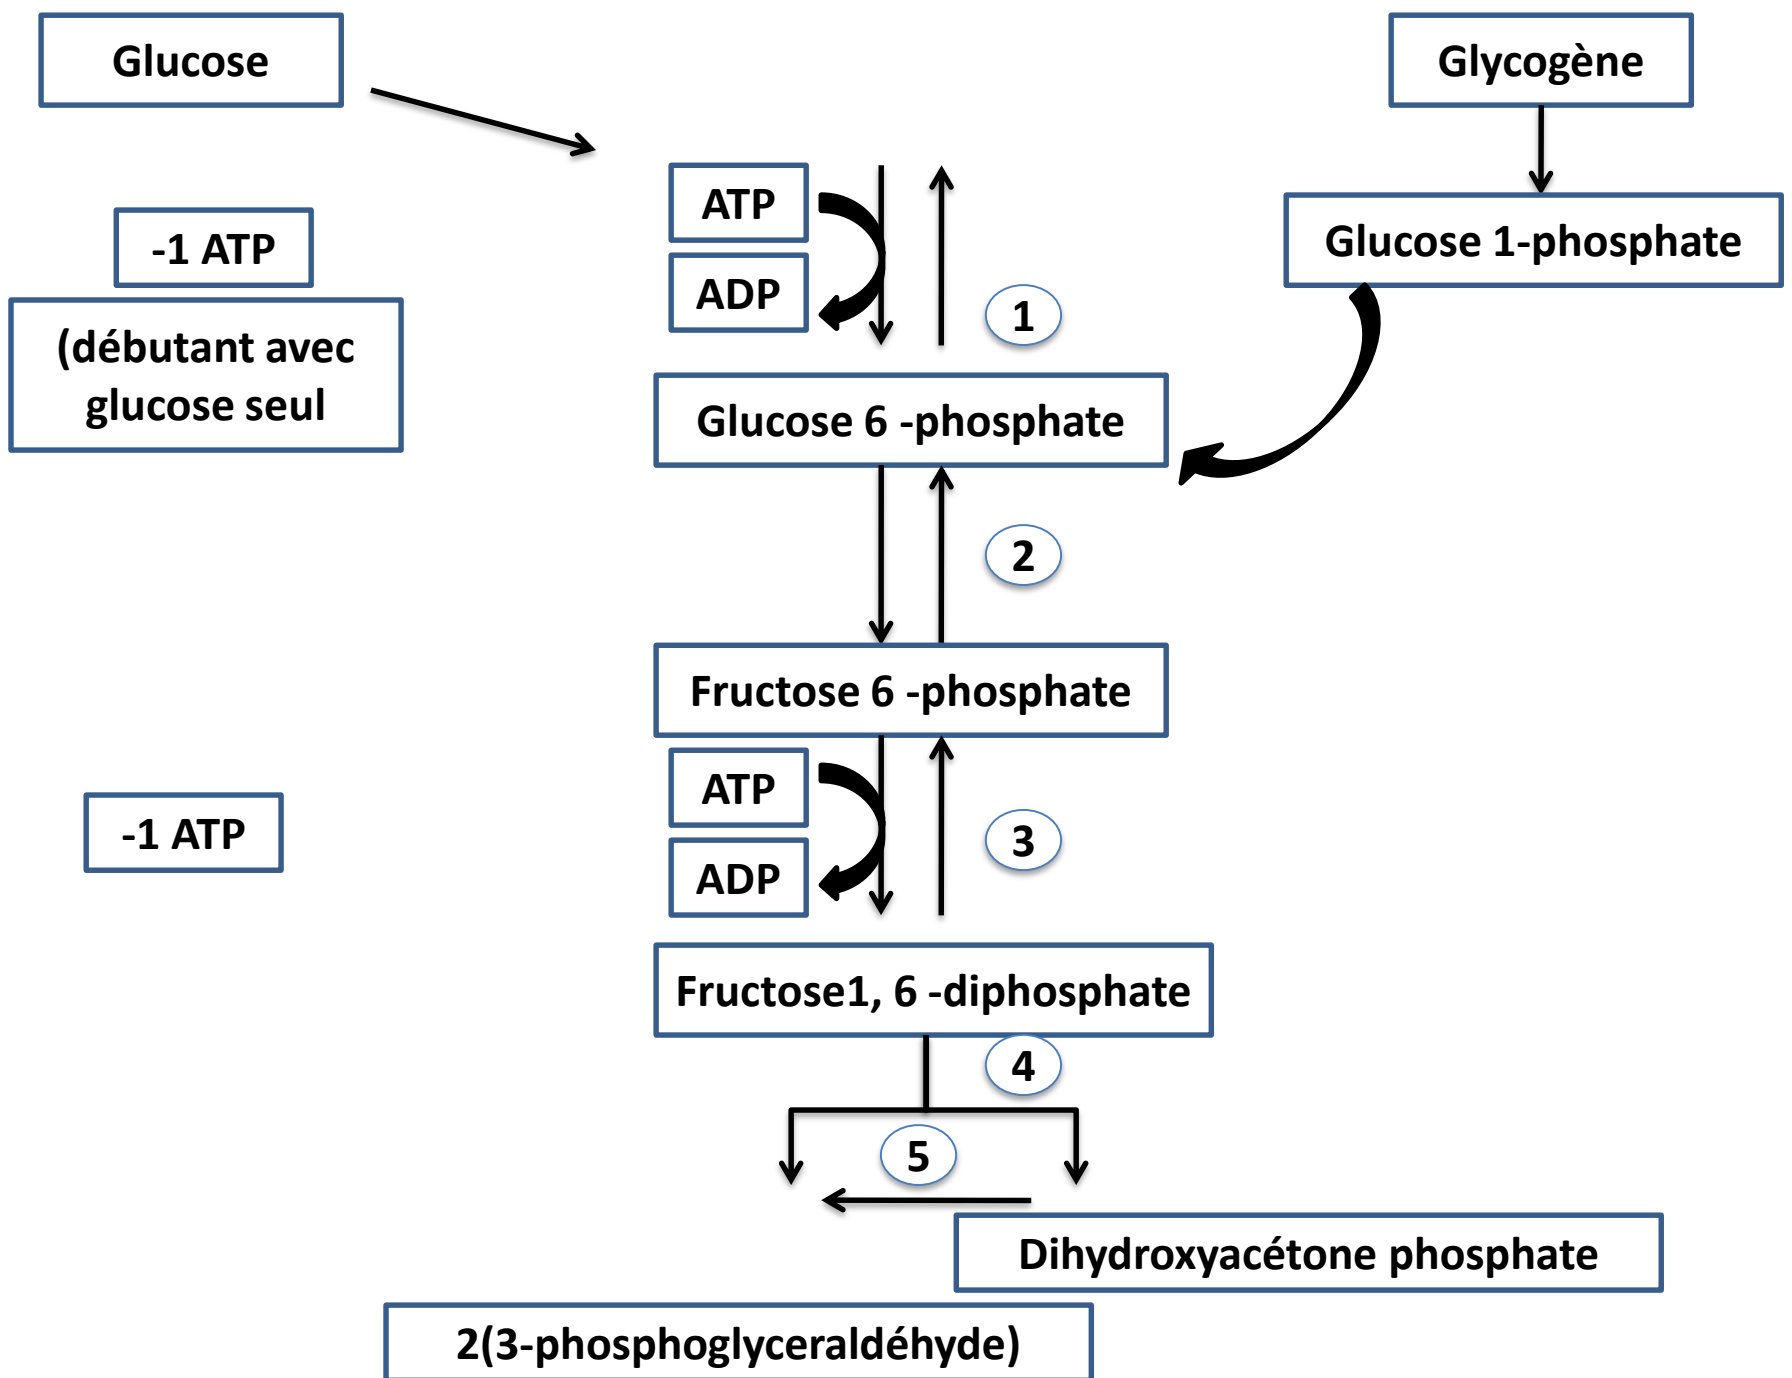 Glucose
Glycogène
ATP
-1 ATP
Glucose 1-phosphate
ADP
1
(débutant avec
glucose seul
Glucose 6 -phosphate
2
Fructose 6 -phosphate
ATP
-1 ATP
3
ADP
Fructose1, 6 -diphosphate
4
5
Dihydroxyacétone phosphate
2(3-phosphoglyceraldéhyde)